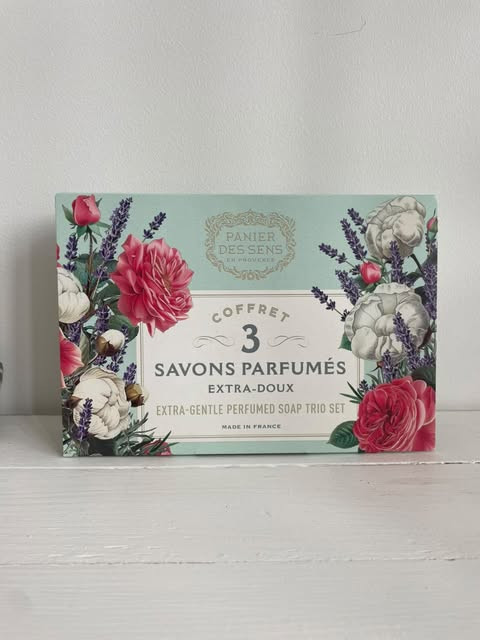 PANIER
DES SENS
EN PROVENCE
COFFRET
3
SAVONS PARFUMÉS
EXTRA-DOUX
EXTRA-GENTLE PERFUMED SOAP TRIO SET
MADE IN FRANCE